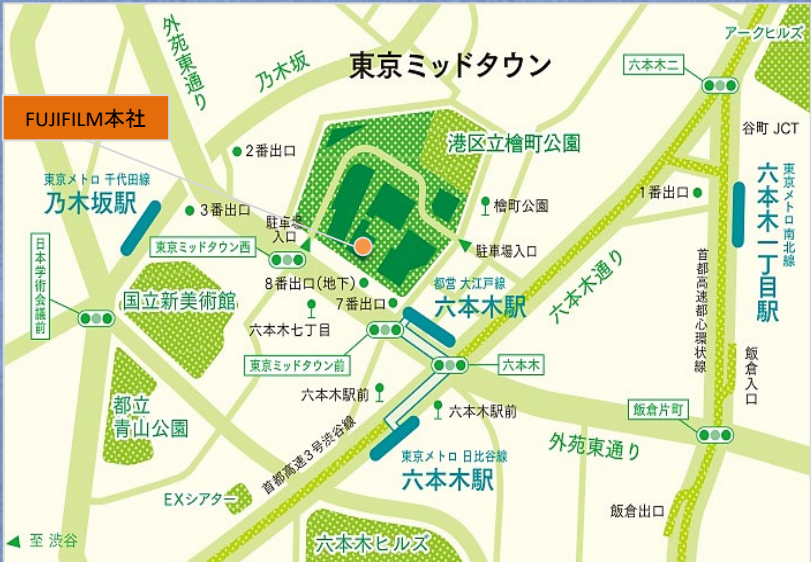 外苑東通り
乃木坂
東京ミッドタウン
アークヒルズ
六本木二
FUJIFILM本社
2番出口
港区立檜町公園
谷町 JCT
東京メトロ 千代田線
乃木坂駅
3番出口
駐車場
入口
檜町公園
1番出口
東京メトロ 南北線
六本木一丁目駅
日本学術会議前
東京ミッドタウン西
駐車場入口
国立新美術館
8番出口(地下)
7番出口
都営 大江戸線
六本木駅
六本木通り
首都高速都心環状線
六本木七丁目
東京ミッドタウン前
六本木
飯倉入口
都立
青山公園
六本木駅前
六本木駅前
飯倉片町
外苑東通り
首都高速3号渋谷線
東京メトロ 日比谷線
六本木駅
EXシアター
飯倉出口
至 渋谷
六本木ヒルズ